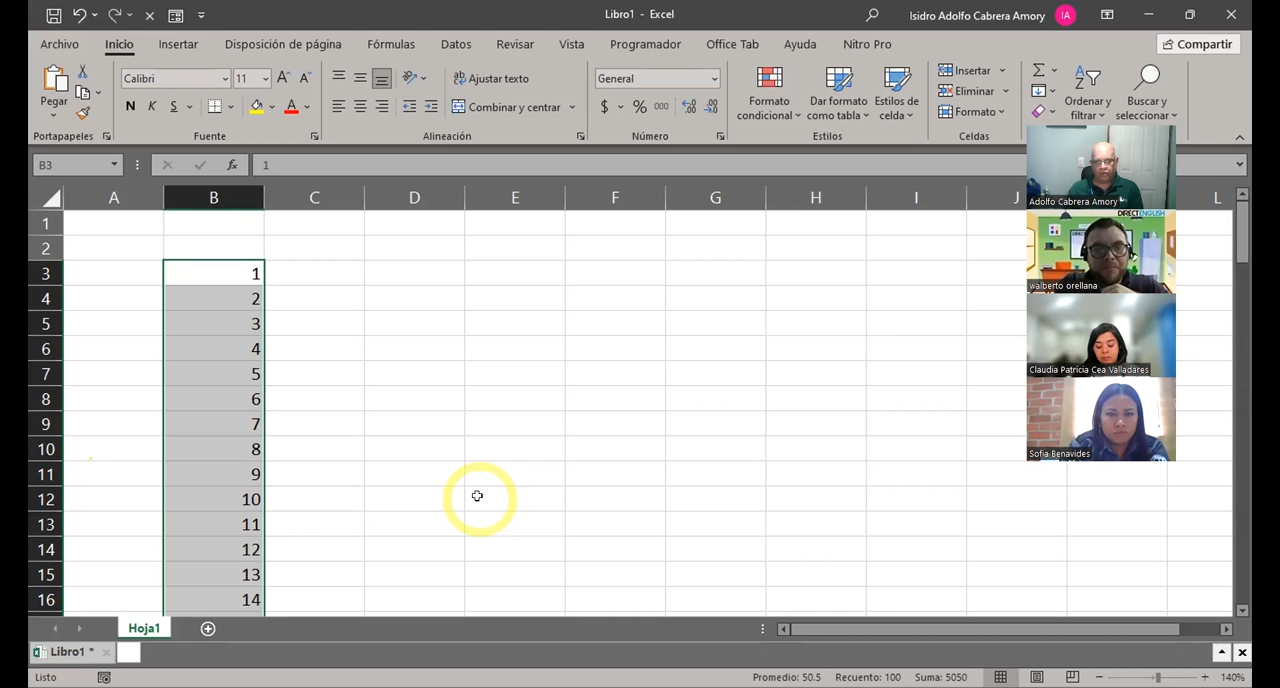 Libro1 - Excel
Isidro Adolfo Cabrera Amory
IA
Archivo Inicio Insertar Disposición de página Fórmulas Datos Revisar Vista Programador Office Tab Ayuda Nitro Pro Compartir
Pegar
Calibri 11
N K S
Ajustar texto
Combinar y centrar
General
$ % 000
Formato condicional
Dar formato como tabla
Estilos de celda
Insertar
Eliminar
Formato
Ordenar y filtrar
Buscar y seleccionar
Portapapeles Fuente Alineación Número Estilos Celdas
B3 fx 1
A B C D E F G H I J L
1
2
3 1
4 2
5 3
6 4
7 5
8 6
9 7
10 8
11 9
12 10
13 11
14 12
15 13
16 14
Adolfo Cabrera Amory
DIRECTENGLISH
walberto orellana
Claudia Patricia Cea Valladares
Sofia Benavides
Hoja1
Libro1 *
Listo Promedio: 50.5 Recuento: 100 Suma: 5050 140%